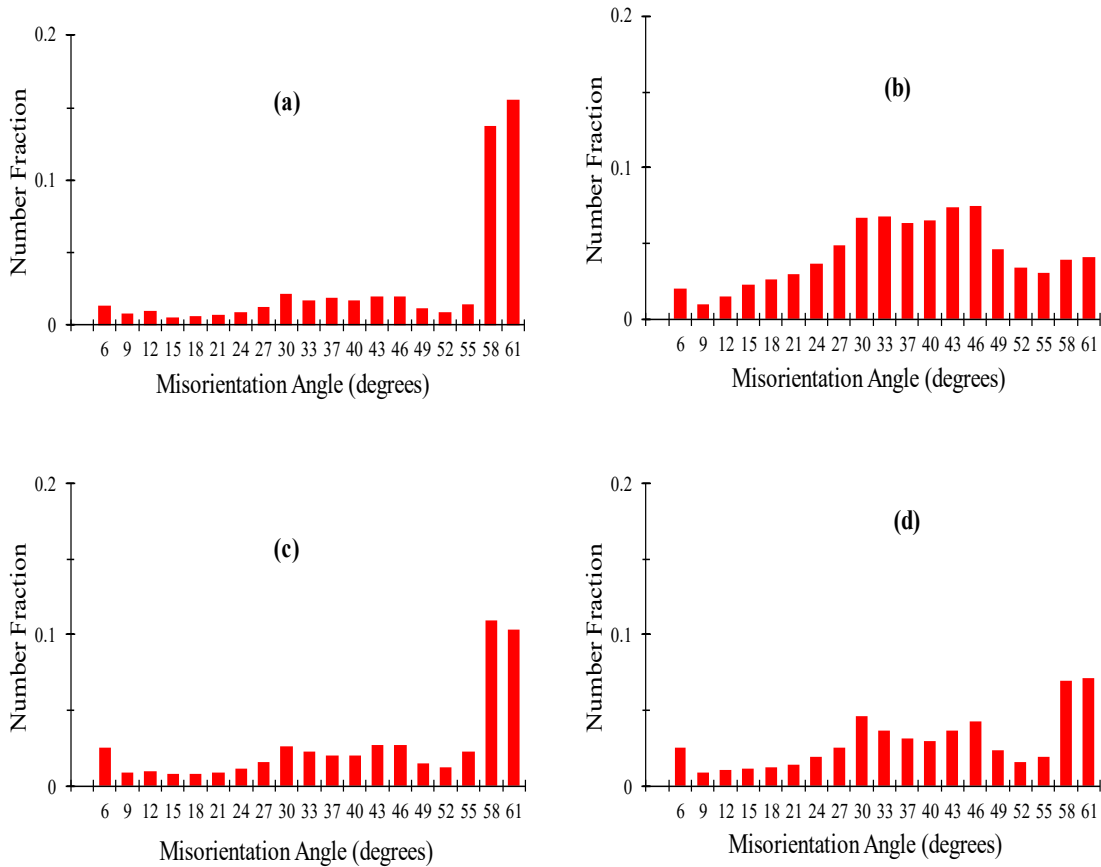 0.2
(a)
0.1
0
6 9 12 15 18 21 24 27 30 33 37 40 43 46 49 52 55 58 61
Misorientation Angle (degrees)
Number Fraction
0.2
(b)
0.1
0
6 9 12 15 18 21 24 27 30 33 37 40 43 46 49 52 55 58 61
Misorientation Angle (degrees)
Number Fraction
0.2
(c)
0.1
0
6 9 12 15 18 21 24 27 30 33 37 40 43 46 49 52 55 58 61
Misorientation Angle (degrees)
Number Fraction
0.2
(d)
0.1
0
6 9 12 15 18 21 24 27 30 33 37 40 43 46 49 52 55 58 61
Misorientation Angle (degrees)
Number Fraction